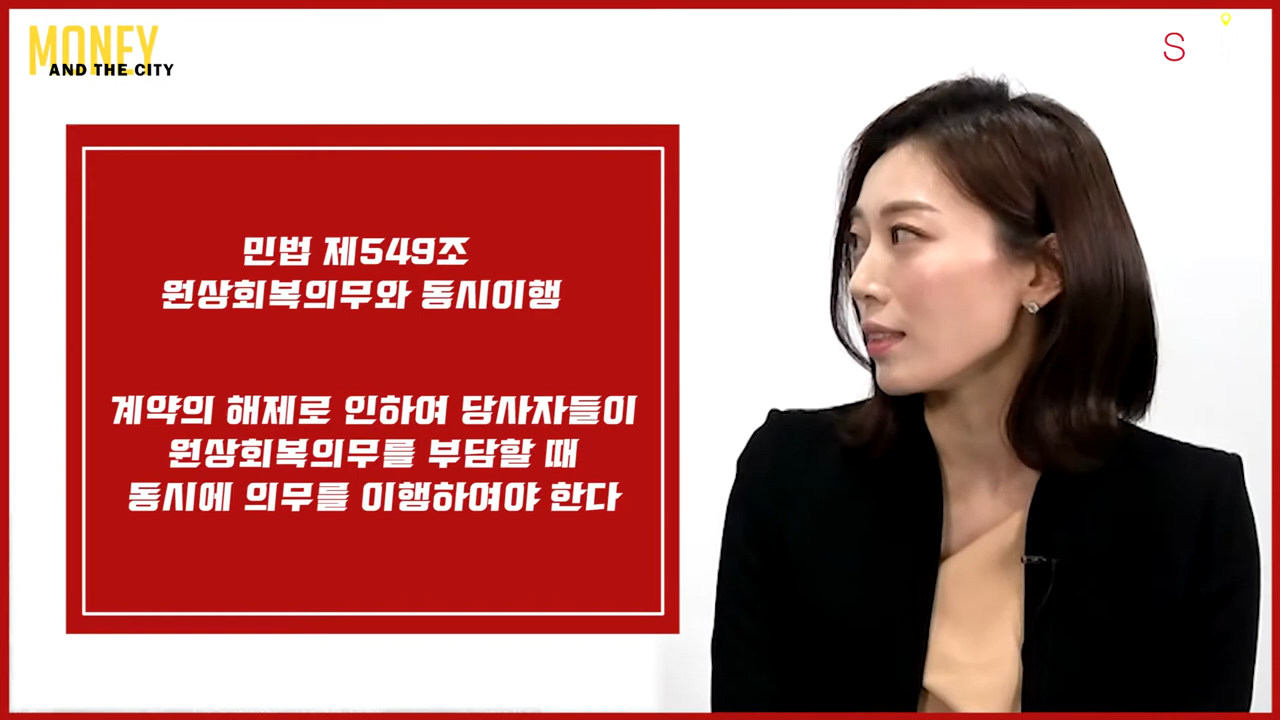 MONEY
AND THE CITY
S
민법 제549조
원상회복의무와 동시이행
계약의 해제로 인하여 당사자들이
원상회복의무를 부담할 때
동시에 의무를 이행하여야 한다